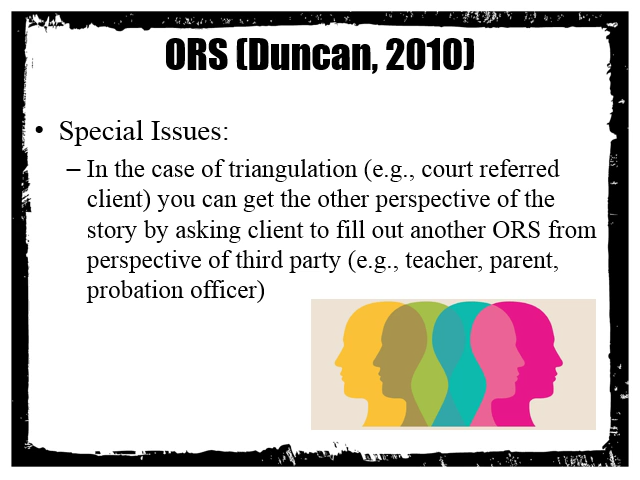 ORS (Duncan, 2010)
• Special Issues:
– In the case of triangulation (e.g., court referred
client) you can get the other perspective of the
story by asking client to fill out another ORS from
perspective of third party (e.g., teacher, parent,
probation officer)